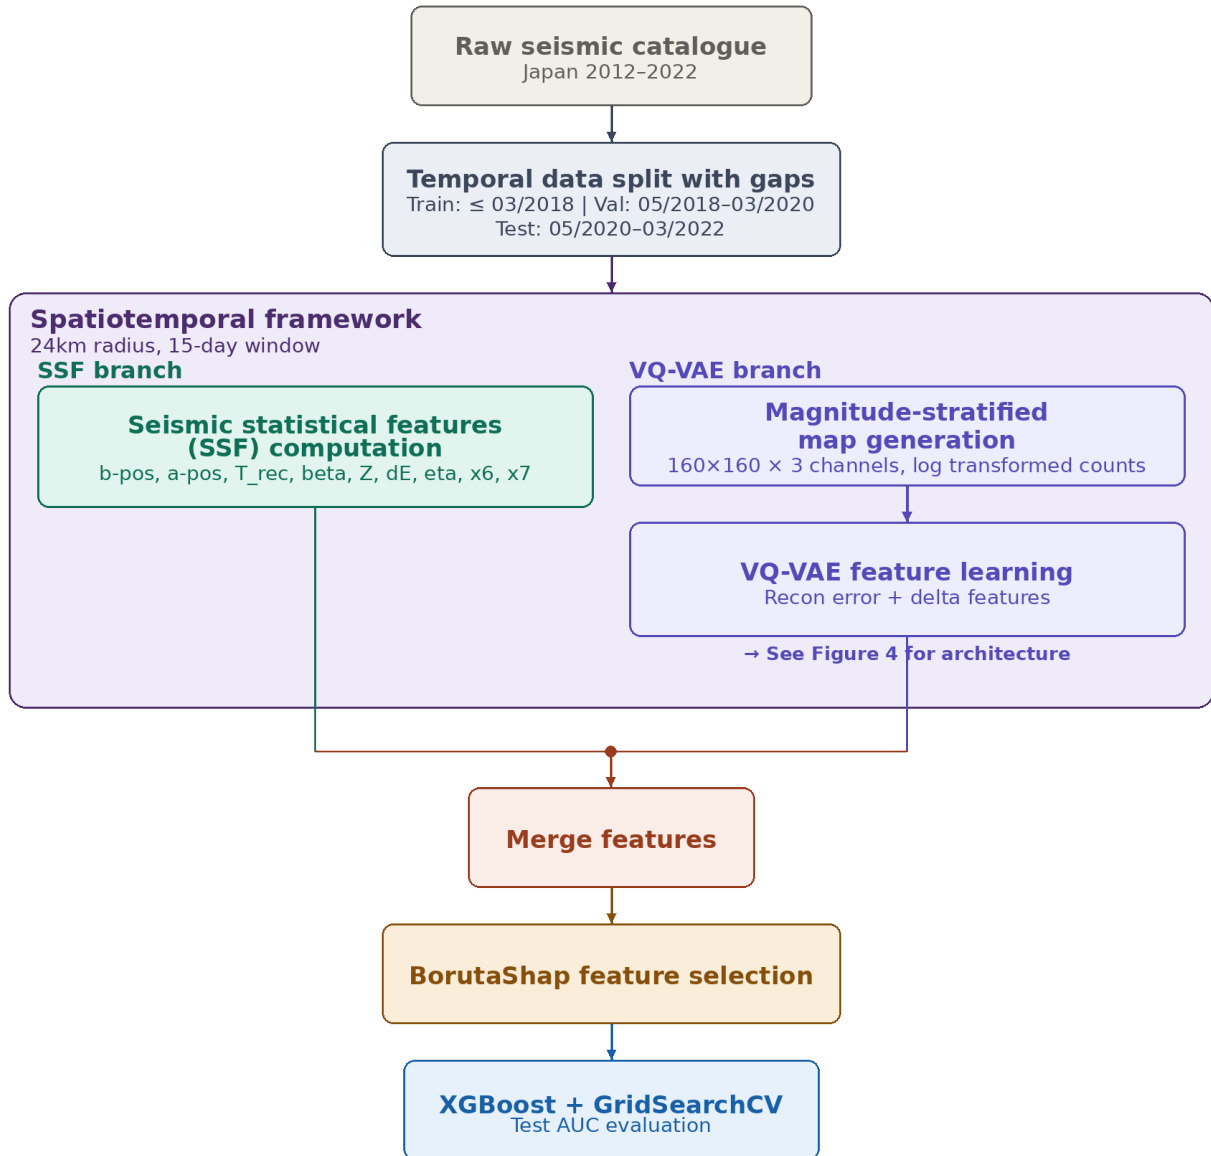 Raw seismic catalogue
Japan 2012–2022
Temporal data split with gaps
Train: ≤ 03/2018 | Val: 05/2018–03/2020
Test: 05/2020–03/2022
Spatiotemporal framework
24km radius, 15-day window
SSF branch
Seismic statistical features
(SSF) computation
b-pos, a-pos, T_rec, beta, Z, dE, eta, x6, x7
VQ-VAE branch
Magnitude-stratified
map generation
160×160 × 3 channels, log transformed counts
VQ-VAE feature learning
Recon error + delta features
→ See Figure 4 for architecture
Merge features
BorutaShap feature selection
XGBoost + GridSearchCV
Test AUC evaluation